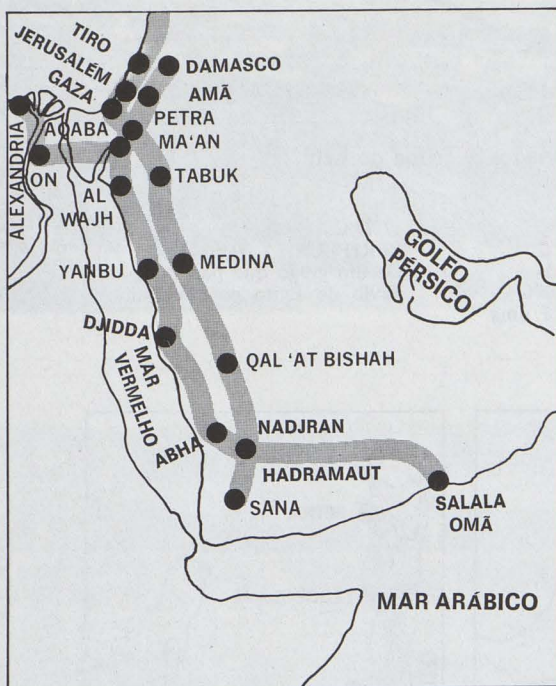 TIRO
JERUSALÉM
GAZA
DAMASCO
AMÃ
PETRA
AQABA
MA'AN
ALEXANDRIA
ON
TABUK
AL
WAJH
GOLFO
PÉRSICO
YANBU
MEDINA
DJIDDA
MAR
VERMELHO
QAL 'AT BISHAH
ABHA
NADJRAN
HADRAMAUT
SANA
SALALA
OMÃ
MAR ARÁBICO